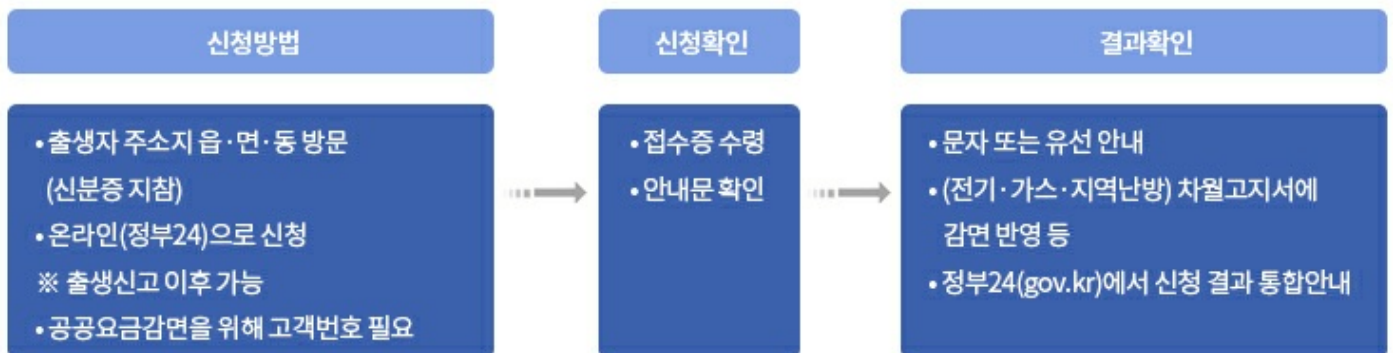 신청방법
• 출생자 주소지 읍·면·동 방문
(신분증 지참)
• 온라인(정부24)으로 신청
※ 출생신고 이후 가능
• 공공요금감면을 위해 고객번호 필요
신청확인
• 접수증 수령
• 안내문 확인
결과확인
• 문자 또는 유선 안내
• (전기·가스·지역난방) 차월고지서에
감면 반영 등
• 정부24(gov.kr)에서 신청 결과 통합안내